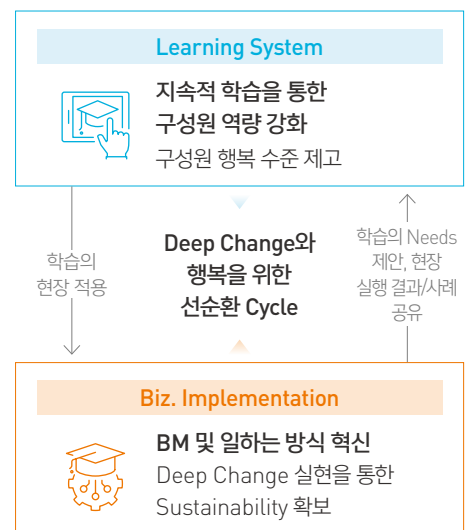 Learning System
지속적 학습을 통한
구성원 역량 강화
구성원 행복 수준 제고
학습의
현장 적용
Deep Change와
행복을 위한
선순환 Cycle
학습의 Needs
제안, 현장
실행 결과/사례
공유
Biz. Implementation
BM 및 일하는 방식 혁신
Deep Change 실현을 통한
Sustainability 확보